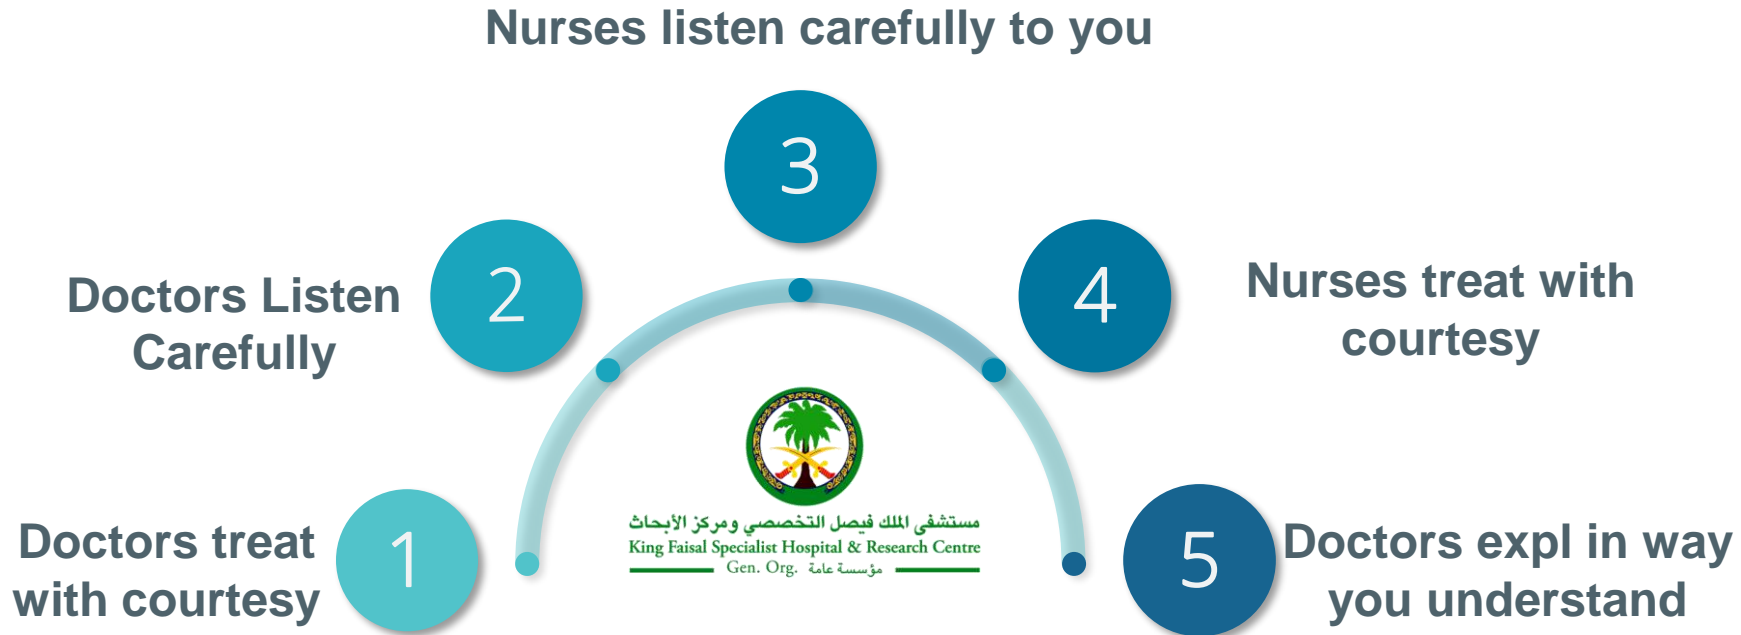 Nurses listen carefully to you
3
2
Doctors Listen
Carefully
4
Nurses treat with
courtesy
مستشفى الملك فيصل التخصصي ومركز الأبحاث
King Faisal Specialist Hospital & Research Centre
Gen. Org. مؤسسة عامة
1
Doctors treat
with courtesy
5
Doctors expl in way
you understand